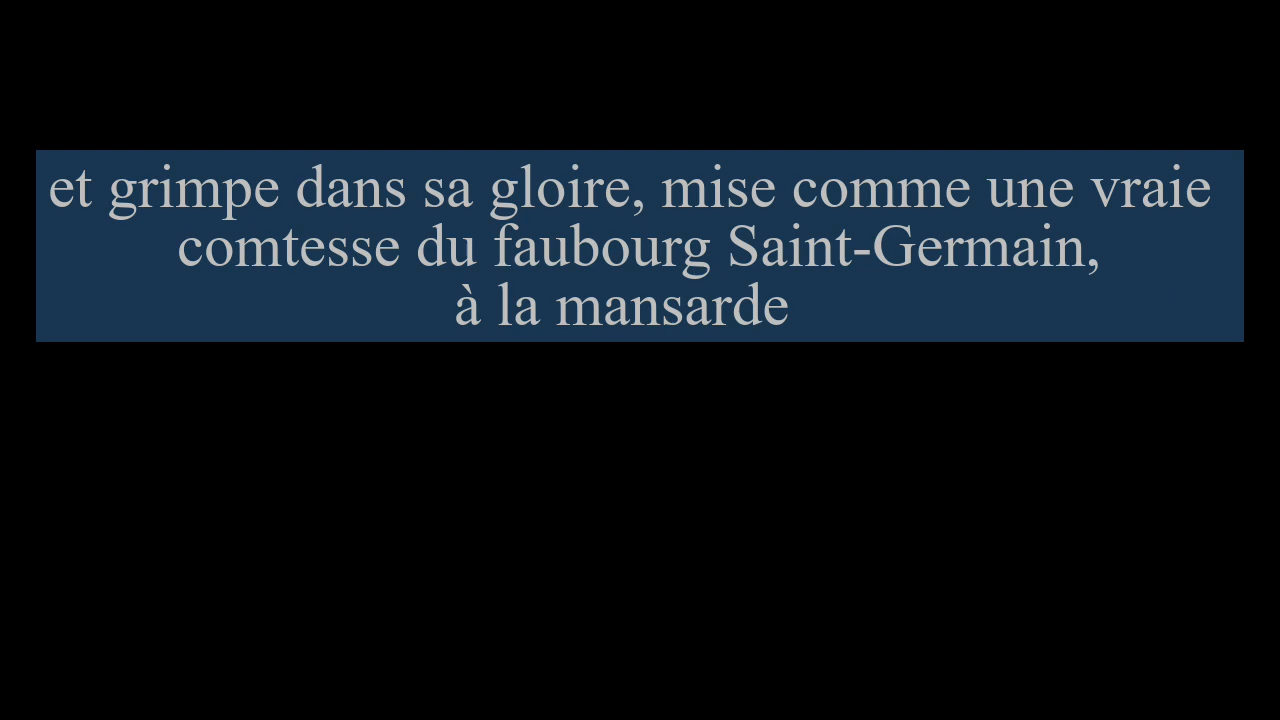 et grimpe dans sa gloire, mise comme une vraie
comtesse du faubourg Saint-Germain,
à la mansarde